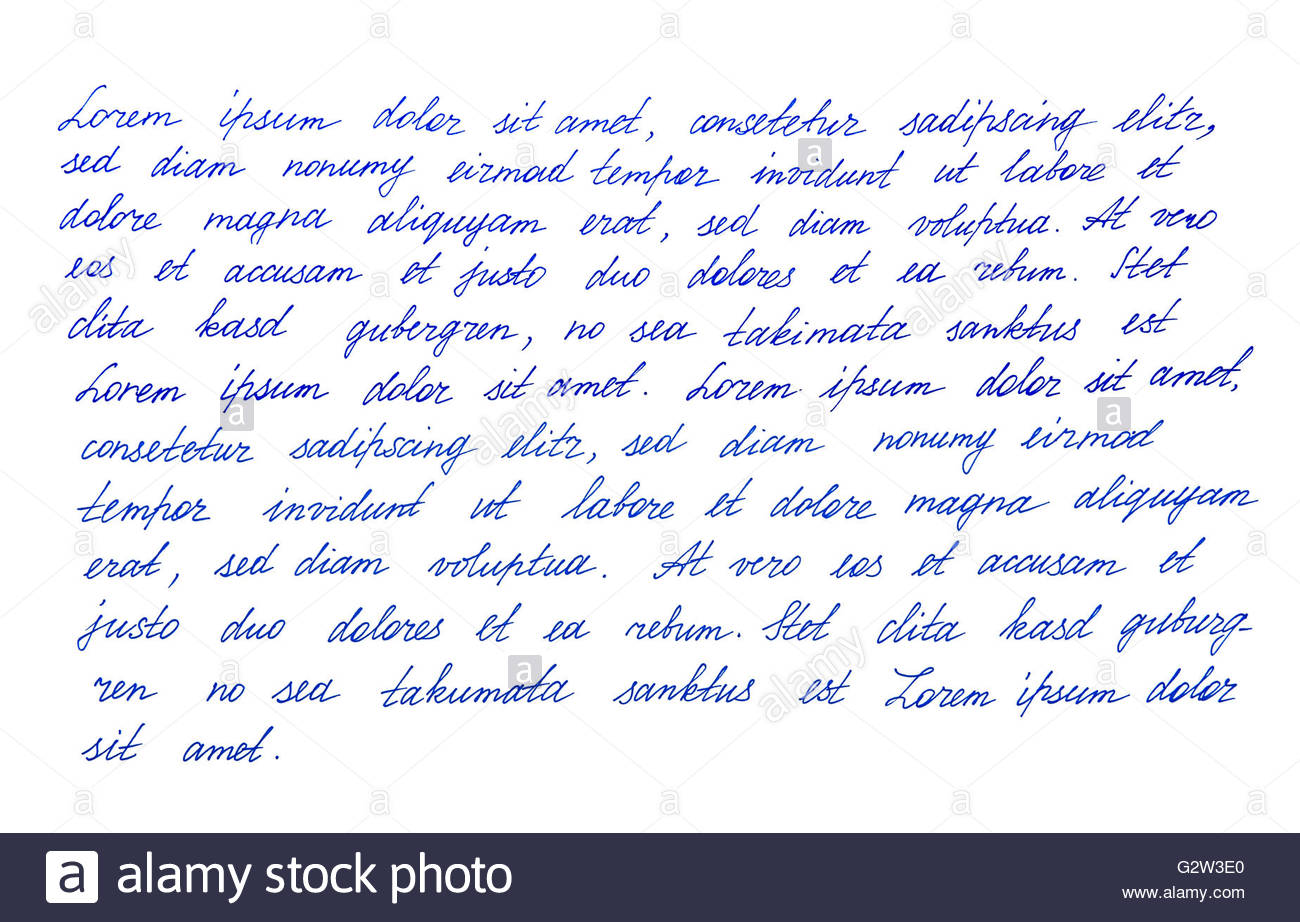 Lorem ipsum dolor sit amet, consetetur sadipscing elitr,
sed diam nonumy eirmod tempor invidunt ut labore et
dolore magna aliquyam erat, sed diam voluptua. At vero
eos et accusam et justo duo dolores et ea rebum. Stet
clita kasd gubergren, no sea takimata sanktus est
Lorem ipsum dolor sit amet. Lorem ipsum dolor sit amet,
consetetur sadipscing elitr, sed diam nonumy eirmod
tempor invidunt ut labore et dolore magna aliquyam
erat, sed diam voluptua. At vero eos et accusam et
justo duo dolores et ea rebum. Stet clita kasd guburg-
ren no sea takumata sanktus est Lorem ipsum dolor
sit amet.
a alamy stock photo
G2W3E0
www.alamy.com